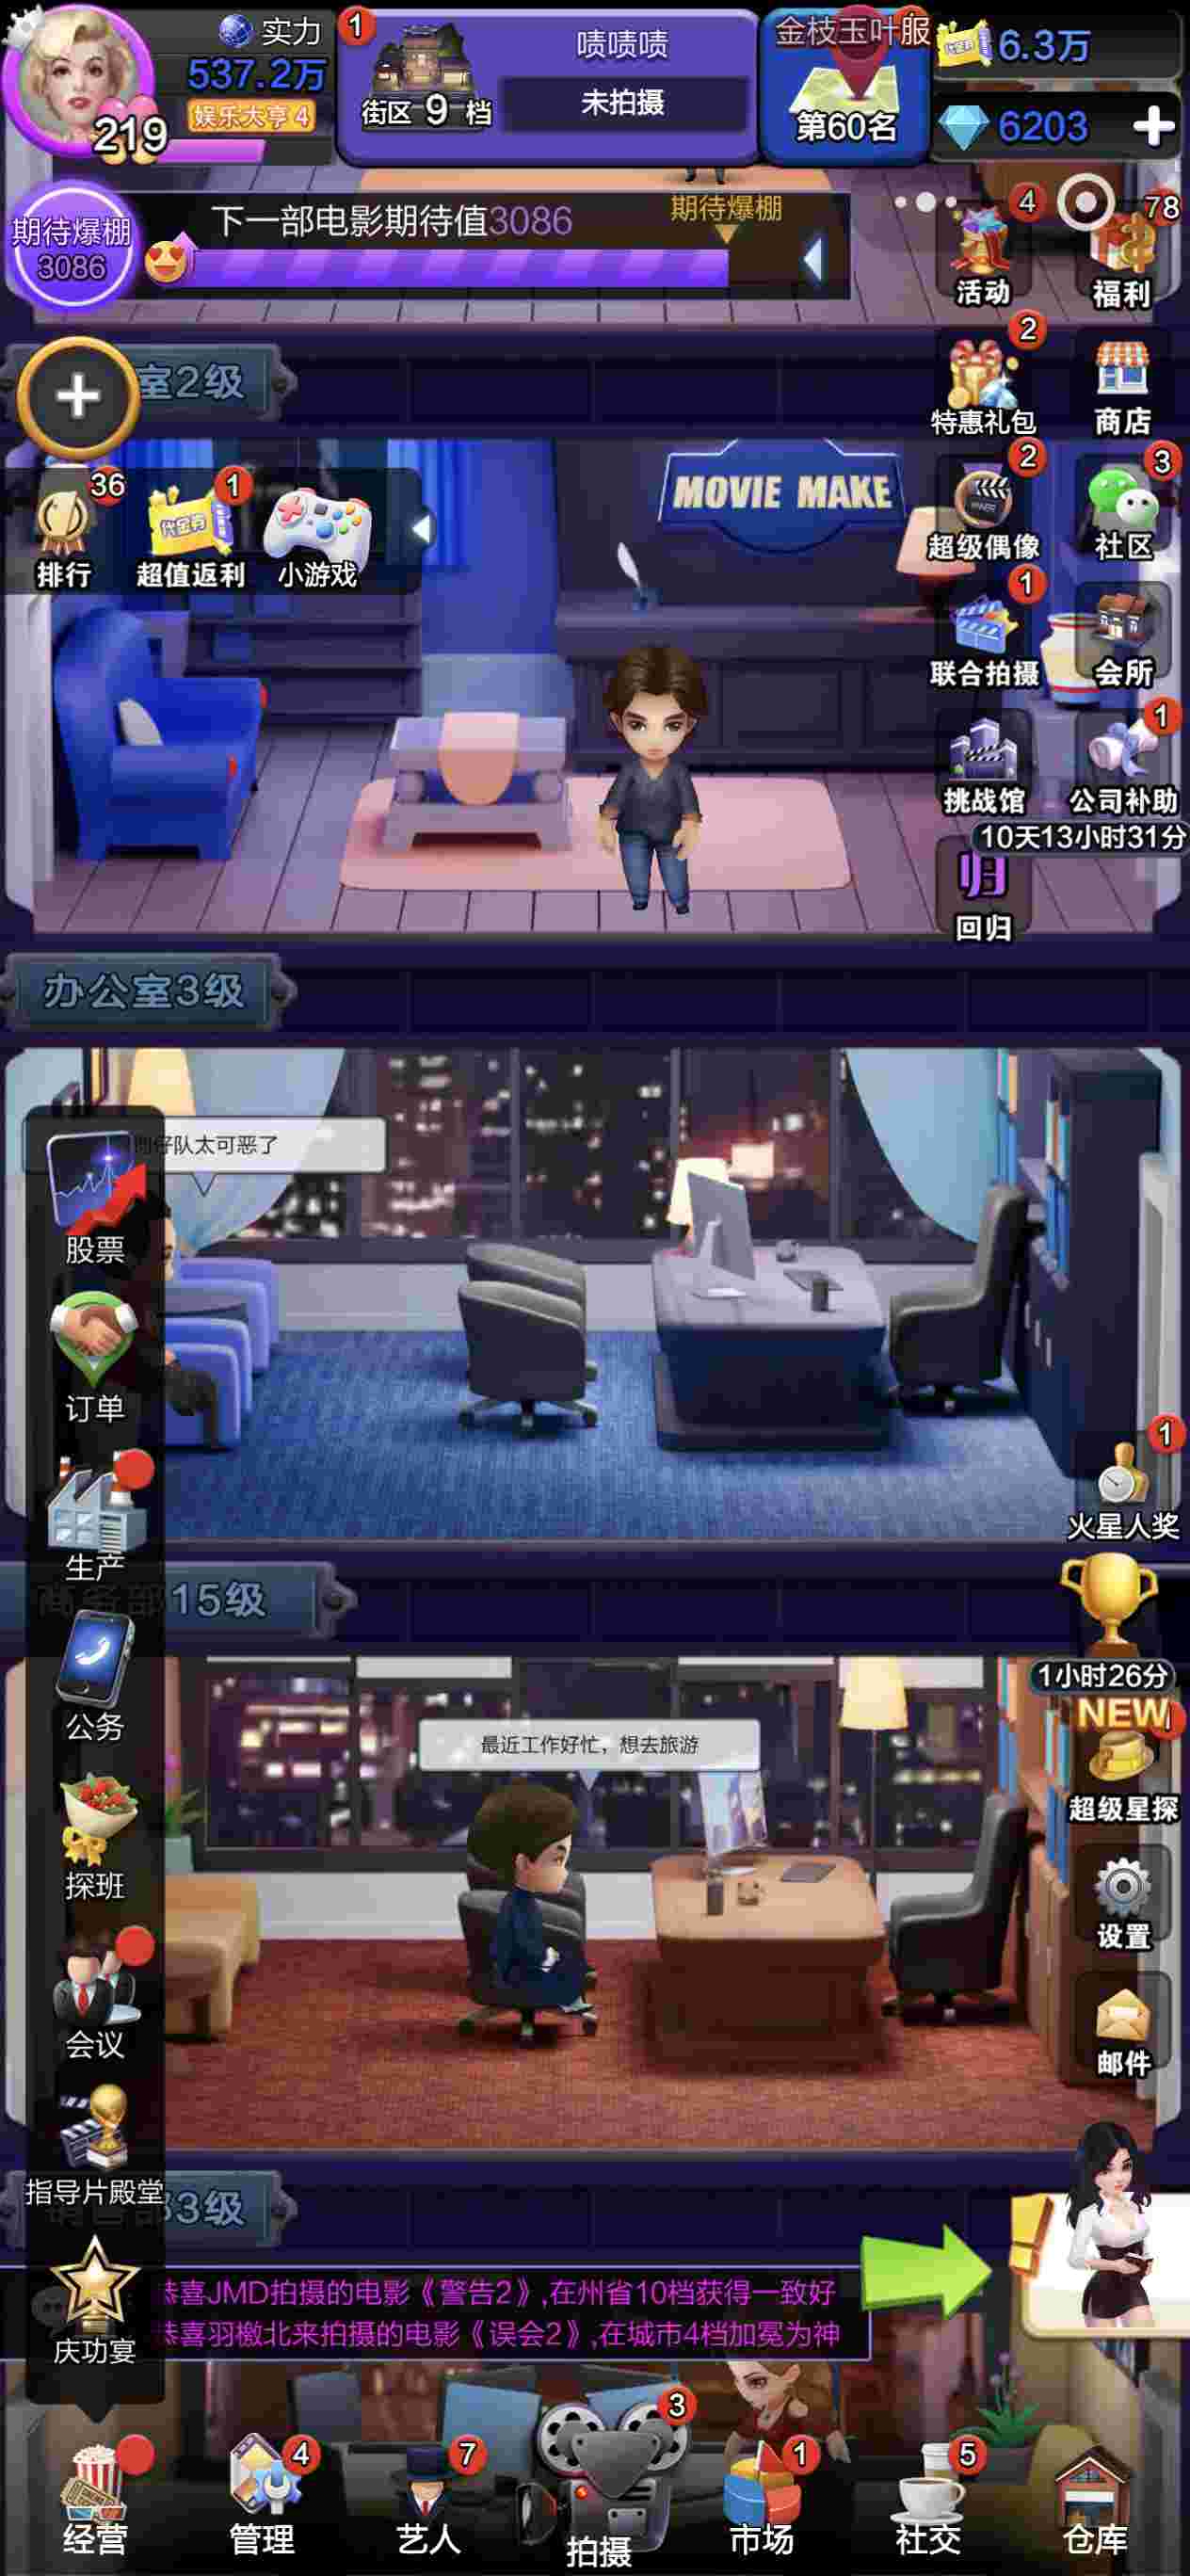 实力
537.2万
娱乐大亨 4
219
1
街区 9 档
啧啧啧
未拍摄
金枝玉叶服
第60名
6.3万
6203
期待爆棚
3086
下一部电影期待值3086
期待爆棚
4
活动
78
福利
室2级
2
特惠礼包
商店
36
排行
1
超值返利
小游戏
MOVIE MAKE
2
超级偶像
3
社区
1
联合拍摄
会所
挑战馆
1
公司补助
10天13小时31分
归
回归
办公室3级
队太可恶了
股票
订单
生产
1
火星人奖
商务部15级
公务
最近工作好忙，想去旅游
1小时26分
NEW
超级星探
探班
设置
会议
邮件
指导片殿堂
3级
恭喜JMD拍摄的电影《警告2》,在州省10档获得一致好
恭喜羽檄北来拍摄的电影《误会2》,在城市4档加冕为神
庆功宴
经营
4
管理
7
艺人
3
拍摄
1
市场
5
社交
仓库